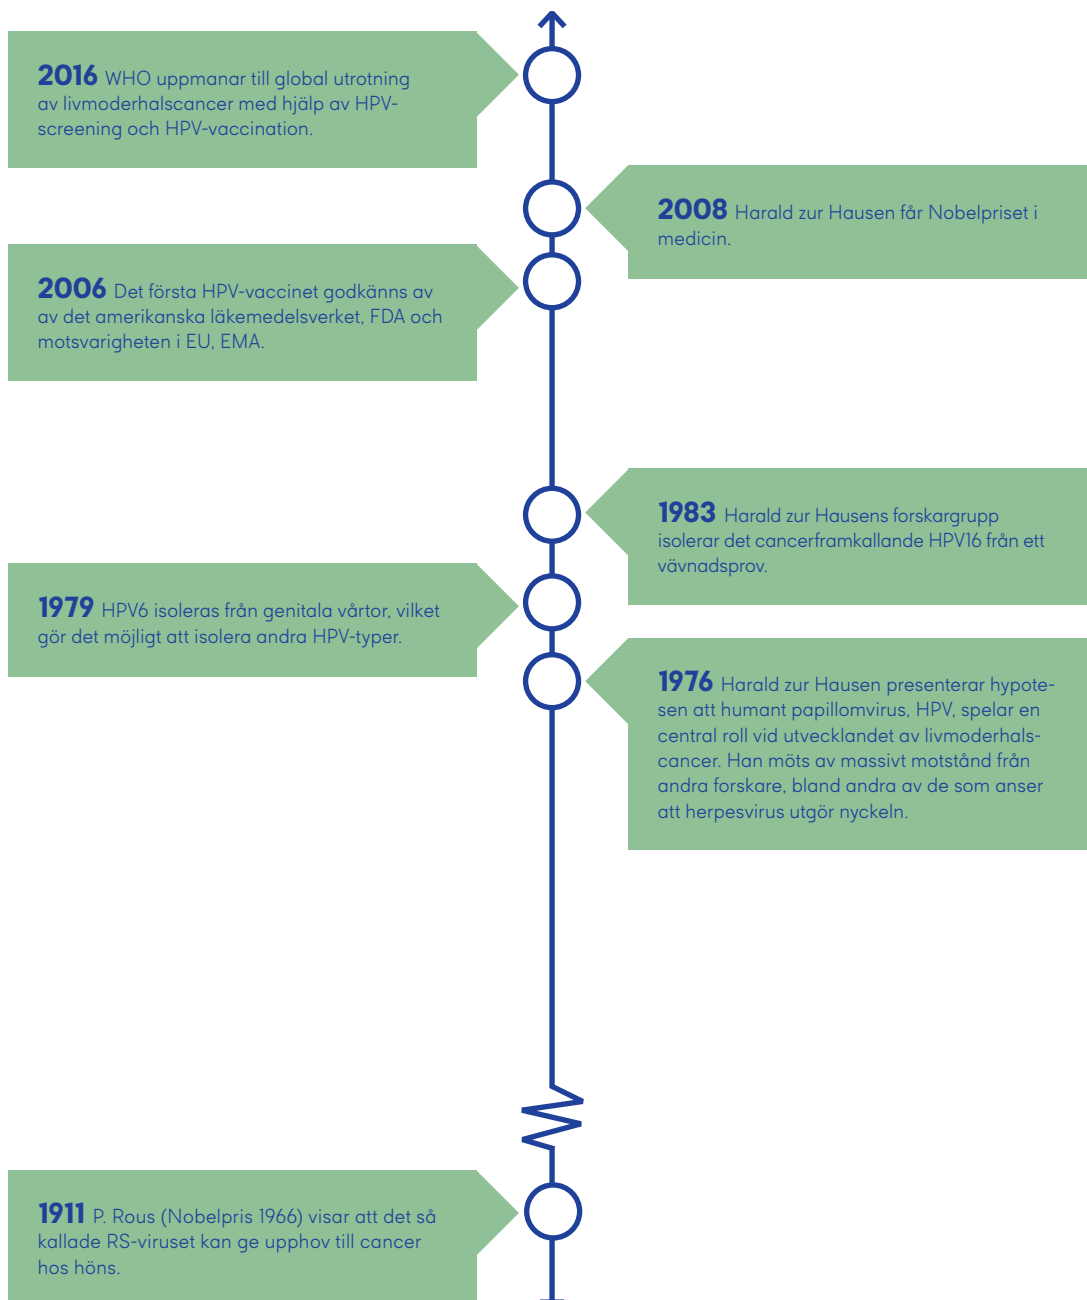 2016 WHO uppmanar till global utrotning
av livmoderhalscancer med hjälp av HPV-
screening och HPV-vaccination.
2008 Harald zur Hausen får Nobelpriset i
medicin.
2006 Det första HPV-vaccinet godkänns av
av det amerikanska läkemedelsverket, FDA och
motsvarigheten i EU, EMA.
1983 Harald zur Hausens forskargrupp
isolerar det cancerframkallande HPV16 från ett
vävnadsprov.
1979 HPV6 isoleras från genitala vårtor, vilket
gör det möjligt att isolera andra HPV-typer.
1976 Harald zur Hausen presenterar hypote-
sen att humant papillomvirus, HPV, spelar en
central roll vid utvecklandet av livmoderhals-
cancer. Han möts av massivt motstånd från
andra forskare, bland andra av de som anser
att herpesvirus utgör nyckeln.
1911 P. Rous (Nobelpris 1966) visar att det så
kallade RS-viruset kan ge upphov till cancer
hos höns.